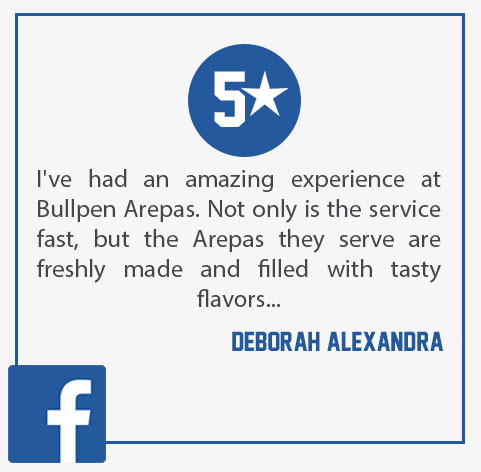 5★
I've had an amazing experience at
Bullpen Arepas. Not only is the service
fast, but the Arepas they serve are
freshly made and filled with tasty
flavors...
DEBORAH ALEXANDRA
f